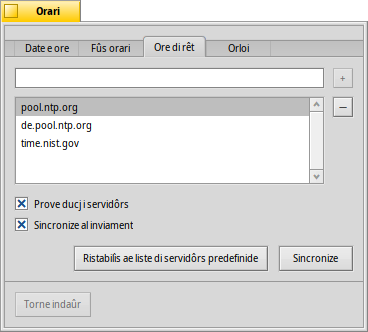 Orari
Date e ore
Fûs orari
Ore di rêt
Orloi
+
pool.ntp.org
de.pool.ntp.org
time.nist.gov
−
Prove ducj i servidôrs
Sincronize al inviament
Ristabilìs ae liste di servidôrs predefinide
Sincronize
Torne indaûr